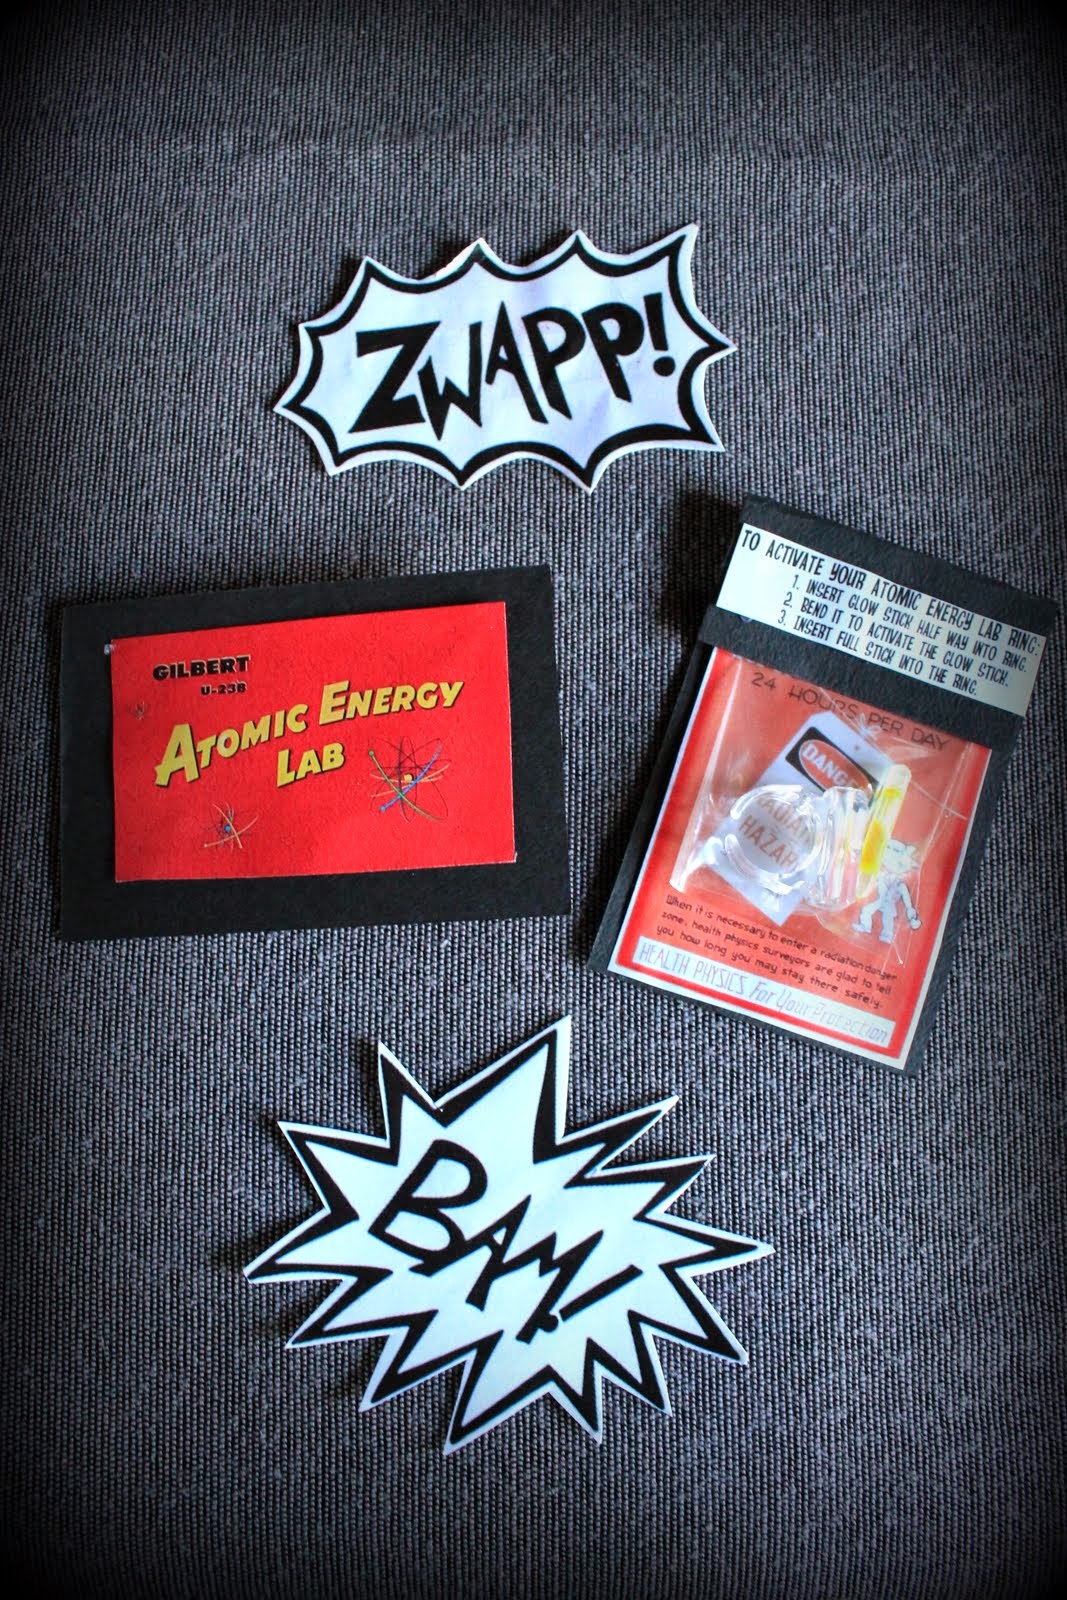 ZWAPP!
GILBERT
U-238
ATOMIC ENERGY
LAB
TO ACTIVATE YOUR ATOMIC ENERGY LAB RING:
1. INSERT GLOW STICK HALF WAY INTO RING.
2. BEND IT TO ACTIVATE THE GLOW STICK.
3. INSERT FULL STICK INTO THE RING.
24 HOURS PER DAY
DANGER
HAZAR
When it is necessary to enter a radiation danger
zone, health physics surveyors are glad to tell
you how long you may stay there, safely.
HEALTH PHYSICS For Your Protection
BAM!